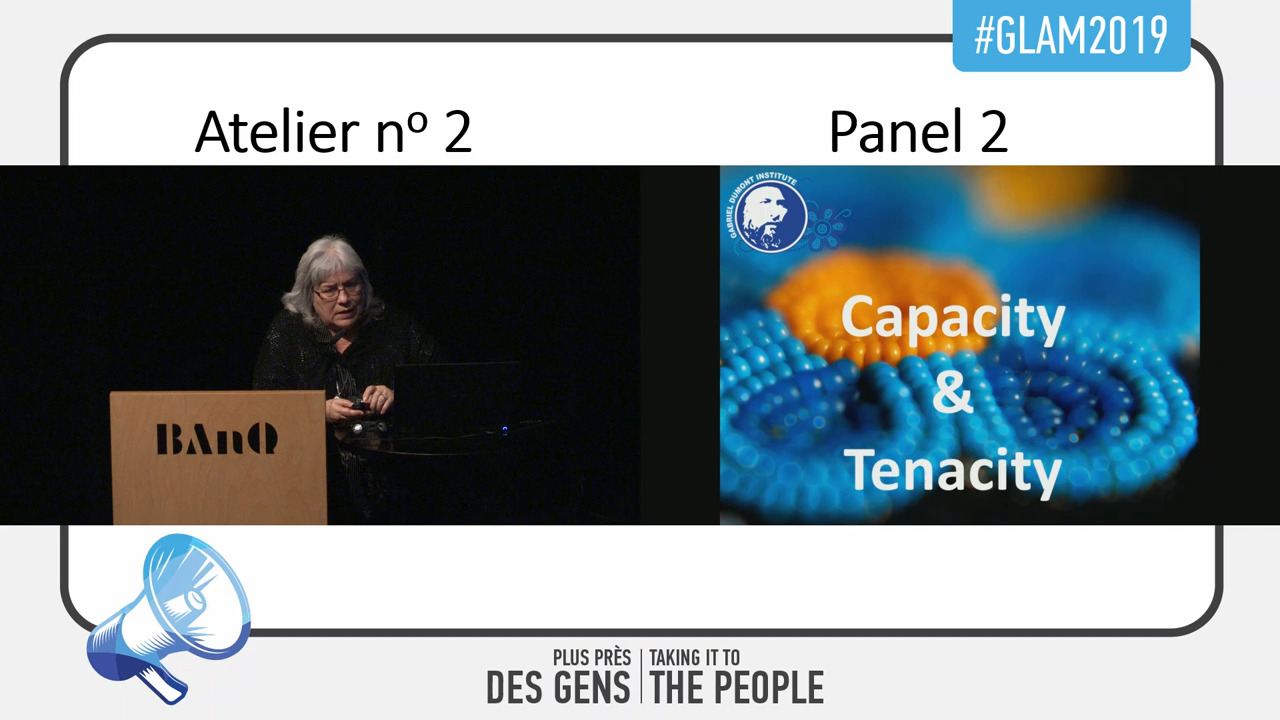 #GLAM2019
Atelier nº 2
Panel 2
GABRIEL DUMONT INSTITUTE
Capacity
&
Tenacity
BAnQ
PLUS PRÈS
DES GENS
TAKING IT TO
THE PEOPLE